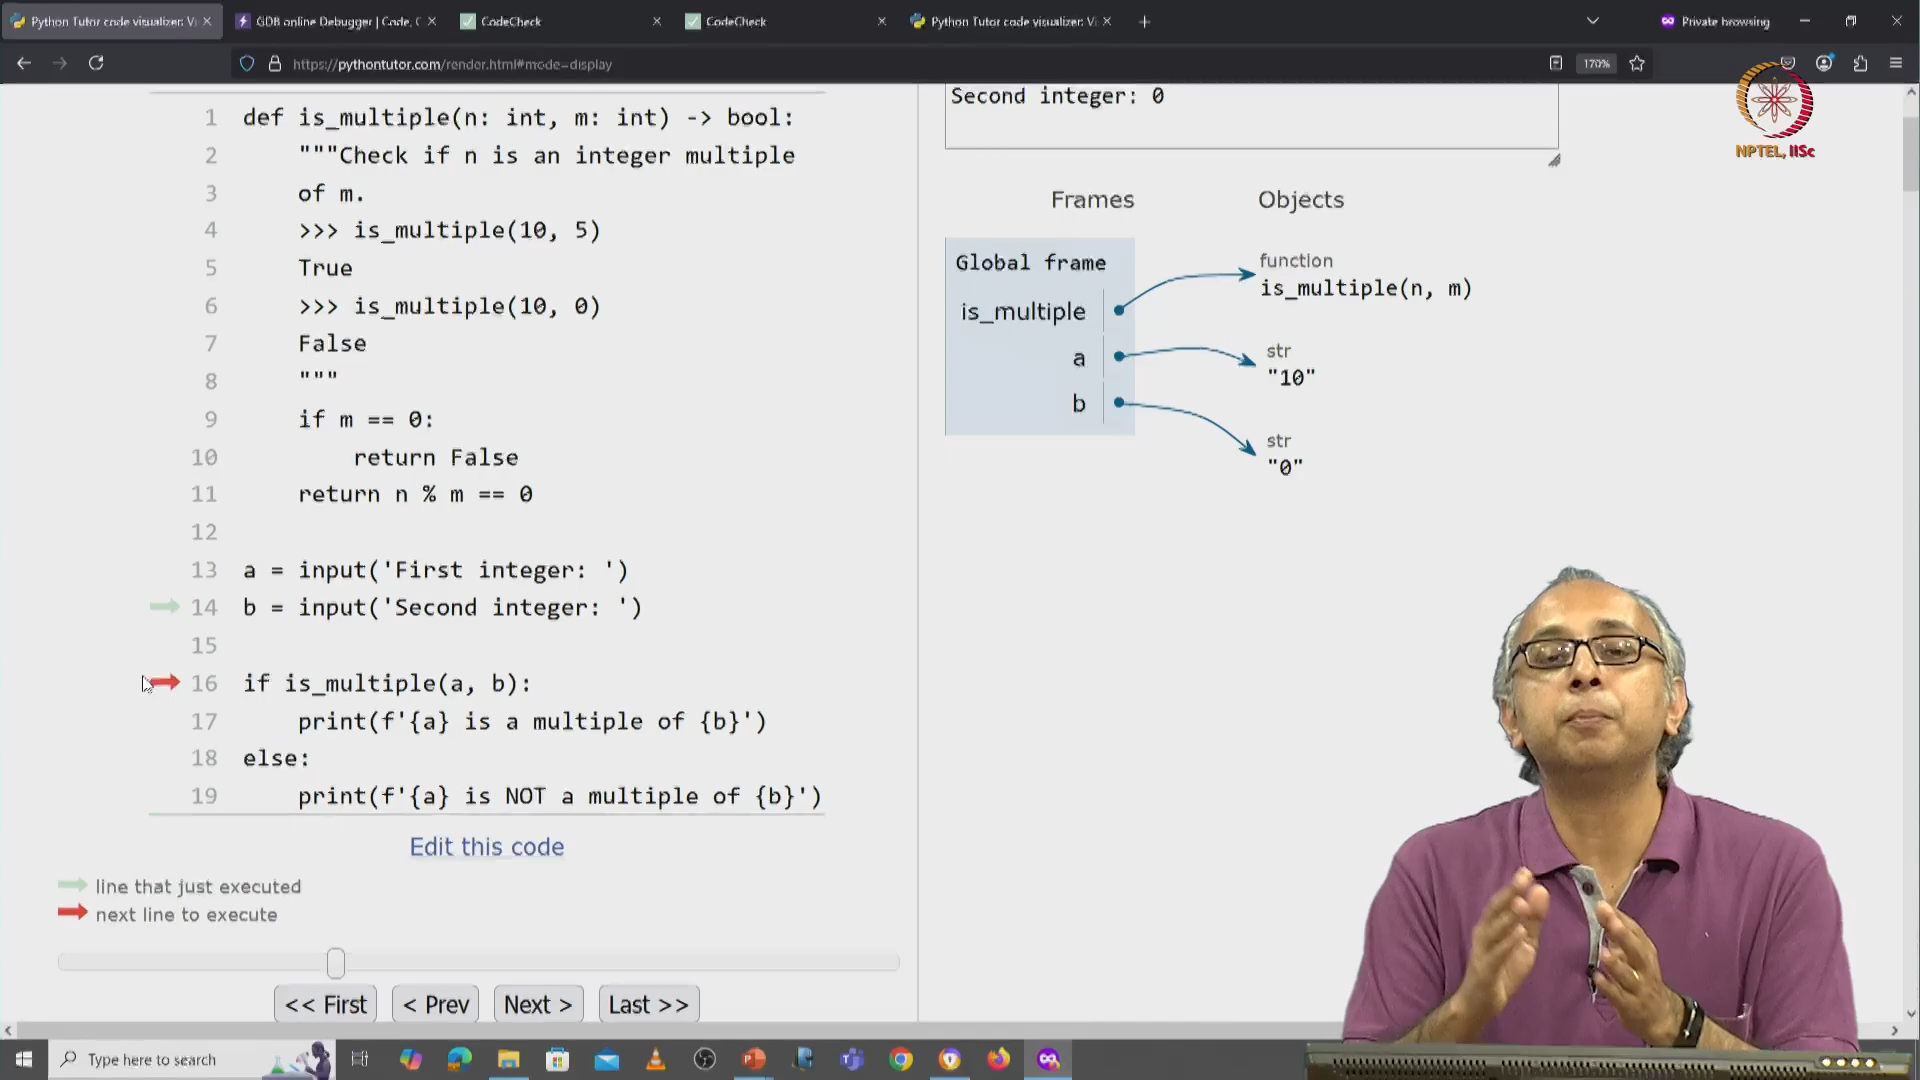 Python Tutor code visualizer: Vi
GDB online Debugger | Code, C
CodeCheck
CodeCheck
Python Tutor code visualizer: Vi
Private browsing
https://pythontutor.com/render.html#mode=display
170%
NPTEL, IISc
1 def is_multiple(n: int, m: int) -> bool:
2 """Check if n is an integer multiple
3 of m.
4 >>> is_multiple(10, 5)
5 True
6 >>> is_multiple(10, 0)
7 False
8 """
9 if m == 0:
10 return False
11 return n % m == 0
12
13 a = input('First integer: ')
14 b = input('Second integer: ')
15
16 if is_multiple(a, b):
17 print(f'{a} is a multiple of {b}')
18 else:
19 print(f'{a} is NOT a multiple of {b}')
Edit this code
line that just executed
next line to execute
<< First
< Prev
Next >
Last >>
Second integer: 0
Frames
Objects
Global frame
is_multiple
a
b
function
is_multiple(n, m)
str
"10"
str
"0"
Type here to search